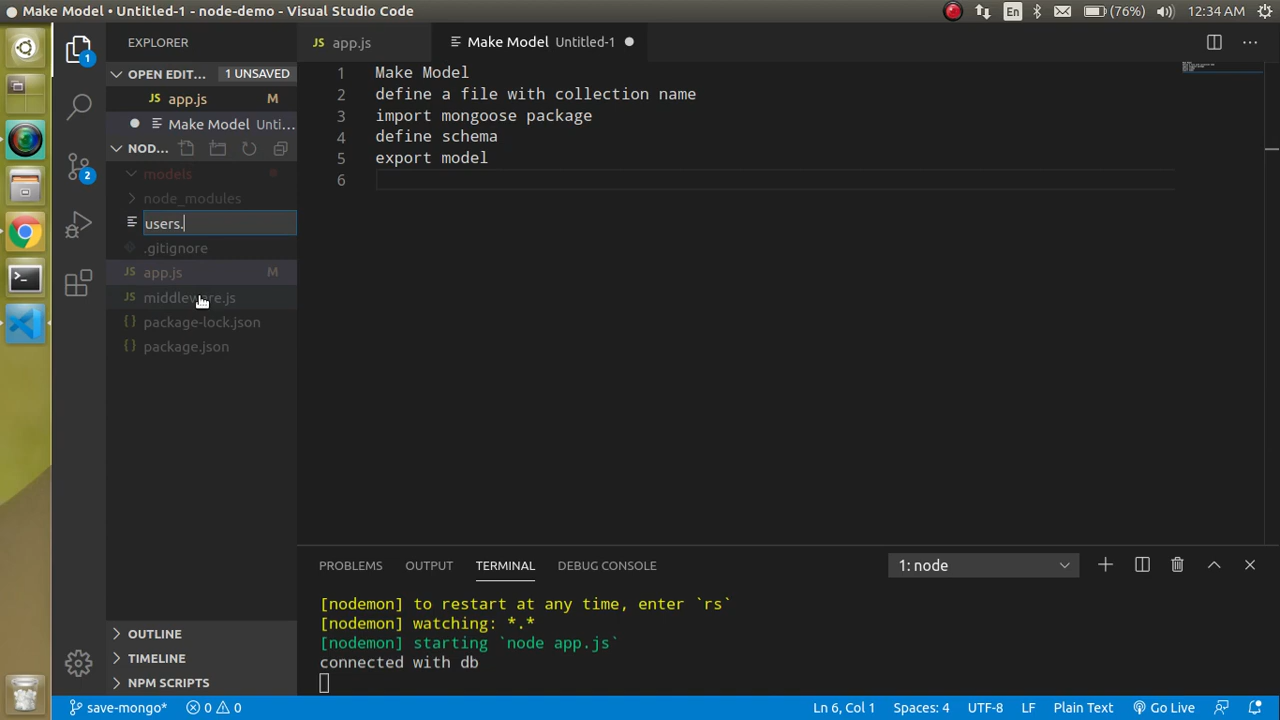 Make Model • Untitled-1 - node-demo - Visual Studio Code
En
(76%)
12:34 AM
EXPLORER
app.js
Make Model Untitled-1
OPEN EDIT...
1 UNSAVED
app.js M
Make Model Unti...
NOD...
models
node_modules
users.
.gitignore
app.js M
middleware.js
package-lock.json
package.json
OUTLINE
TIMELINE
NPM SCRIPTS
1
2
1 Make Model
2 define a file with collection name
3 import mongoose package
4 define schema
5 export model
6
PROBLEMS OUTPUT TERMINAL DEBUG CONSOLE
1: node
[nodemon] to restart at any time, enter `rs`
[nodemon] watching: *.*
[nodemon] starting `node app.js`
connected with db
save-mongo*
0 0
Ln 6, Col 1 Spaces: 4 UTF-8 LF Plain Text Go Live